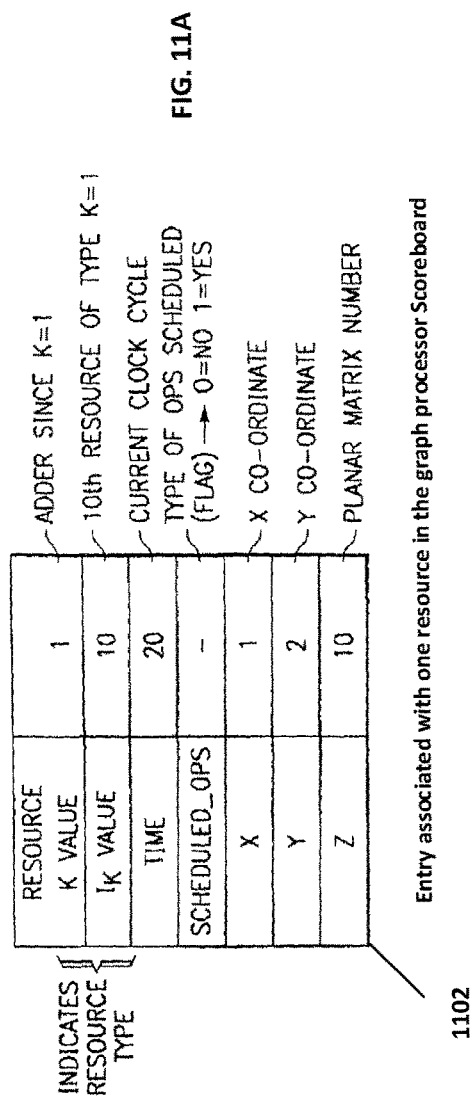 FIG. 11A
INDICATES
RESOURCE
TYPE
RESOURCE
K VALUE 1 ADDER SINCE K=1
IK VALUE 10 10th RESOURCE OF TYPE K=1
TIME 20 CURRENT CLOCK CYCLE
SCHEDULED_OPS – TYPE OF OPS SCHEDULED
(FLAG) → 0=NO 1=YES
X 1 X CO-ORDINATE
Y 2 Y CO-ORDINATE
Z 10 PLANAR MATRIX NUMBER
1102
Entry associated with one resource in the graph processor Scoreboard